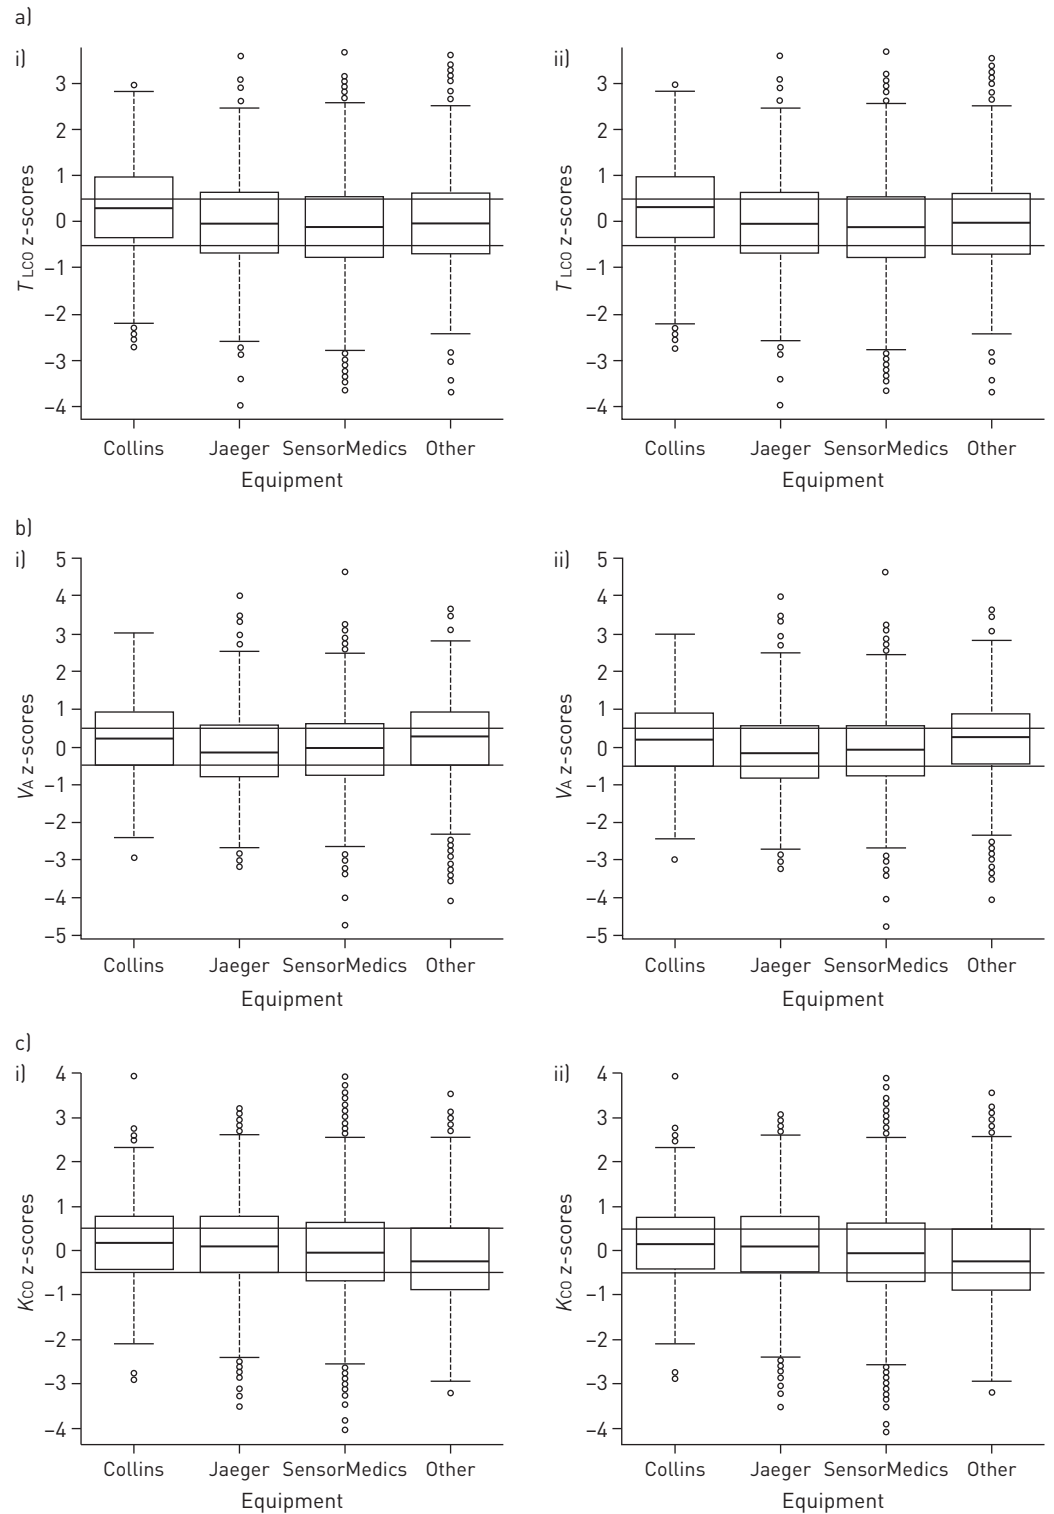 a)
i)
3
2
1
0
–1
–2
–3
–4
TLCO z-scores
Collins Jaeger SensorMedics Other
Equipment
ii)
3
2
1
0
–1
–2
–3
–4
TLCO z-scores
Collins Jaeger SensorMedics Other
Equipment
b)
i)
5
4
3
2
1
0
–1
–2
–3
–4
–5
VA z-scores
Collins Jaeger SensorMedics Other
Equipment
ii)
5
4
3
2
1
0
–1
–2
–3
–4
–5
VA z-scores
Collins Jaeger SensorMedics Other
Equipment
c)
i)
4
3
2
1
0
–1
–2
–3
–4
KCO z-scores
Collins Jaeger SensorMedics Other
Equipment
ii)
4
3
2
1
0
–1
–2
–3
–4
KCO z-scores
Collins Jaeger SensorMedics Other
Equipment